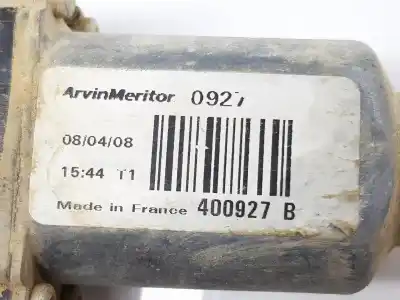 ArvinMeritor 0927
08/04/08
15:44 T1
Made in France 400927 B